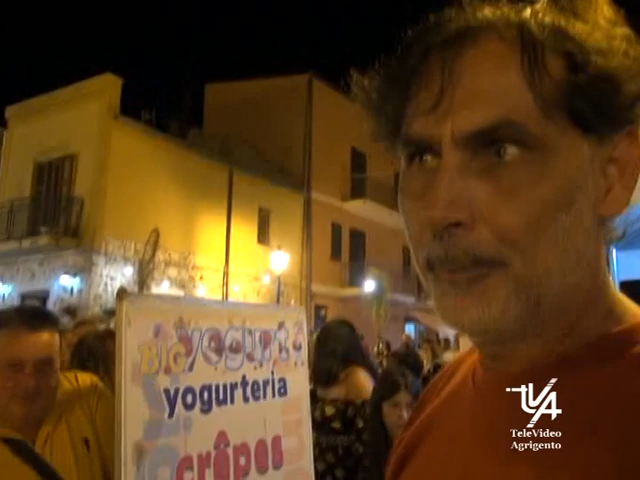 BIG yogurt
yogurteria
crêpes
TVA
TeleVideo
Agrigento